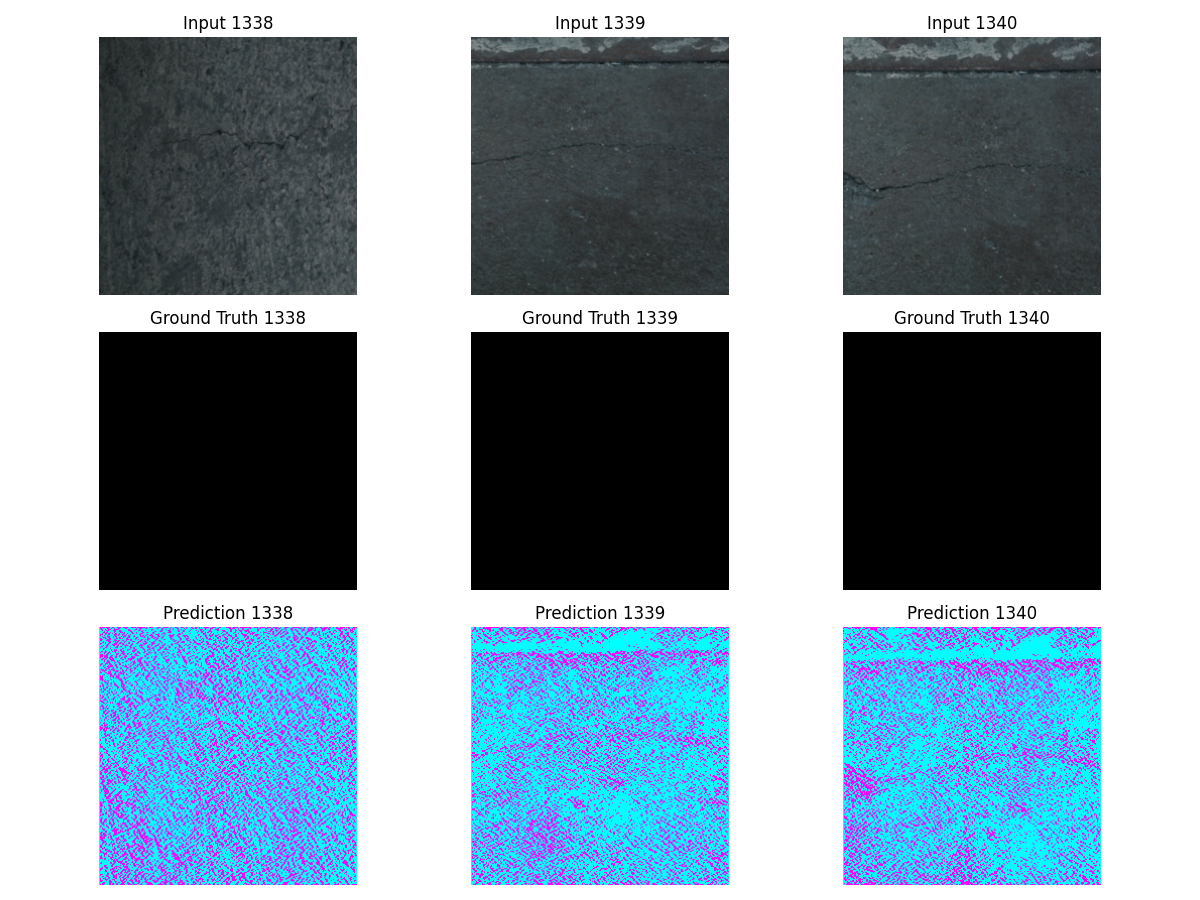 Input 1338
Input 1339
Input 1340
Ground Truth 1338
Ground Truth 1339
Ground Truth 1340
Prediction 1338
Prediction 1339
Prediction 1340